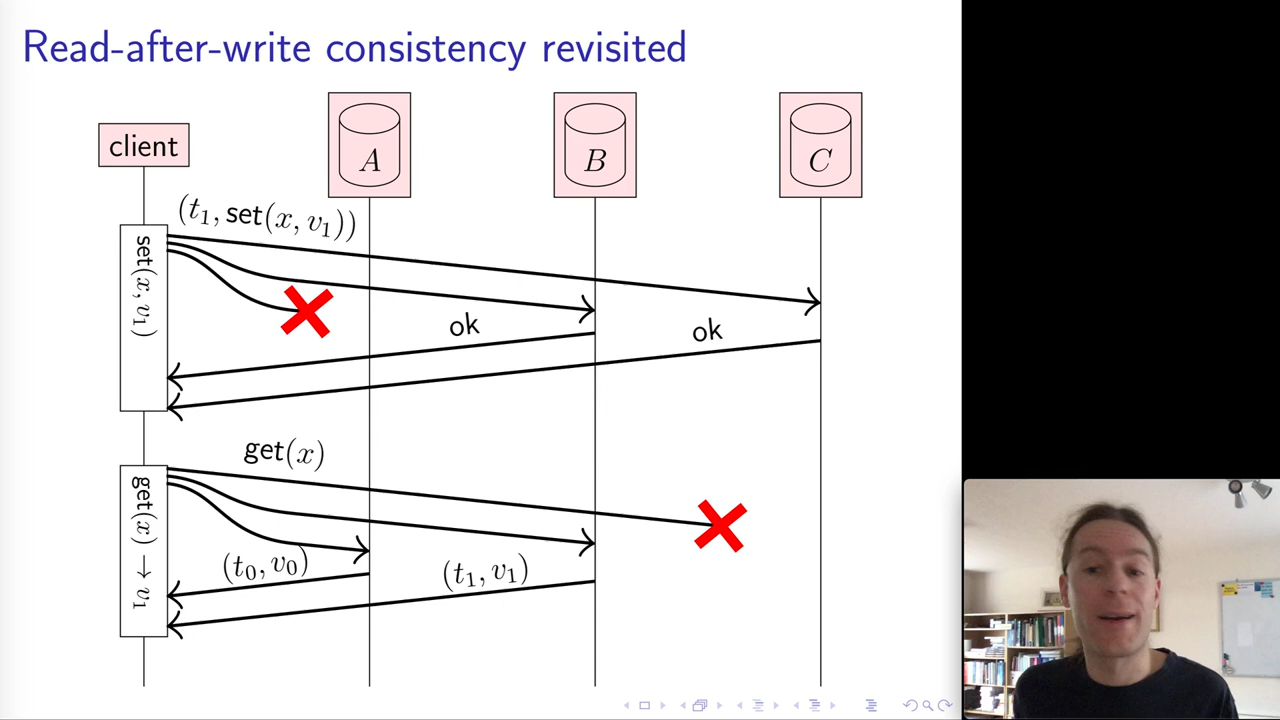 Read-after-write consistency revisited
client
A
B
C
(t₁, set(x, v₁))
set(x, v₁)
ok
ok
get(x)
get(x) → v₁
(t₀, v₀)
(t₁, v₁)